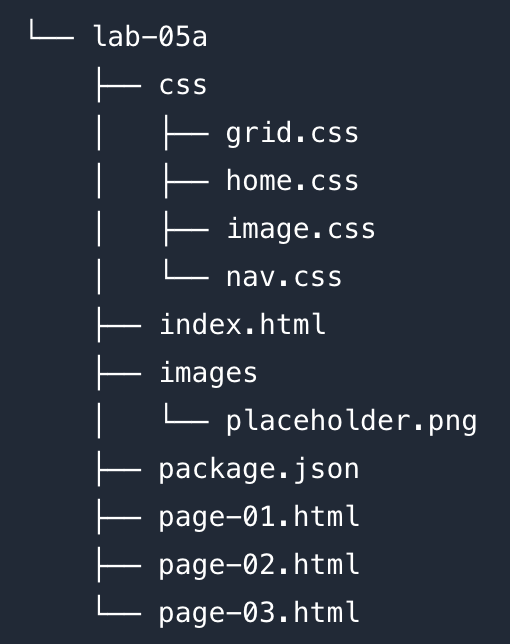 └── lab-05a
    ├── css
    │   ├── grid.css
    │   ├── home.css
    │   ├── image.css
    │   └── nav.css
    ├── index.html
    ├── images
    │   └── placeholder.png
    ├── package.json
    ├── page-01.html
    ├── page-02.html
    └── page-03.html